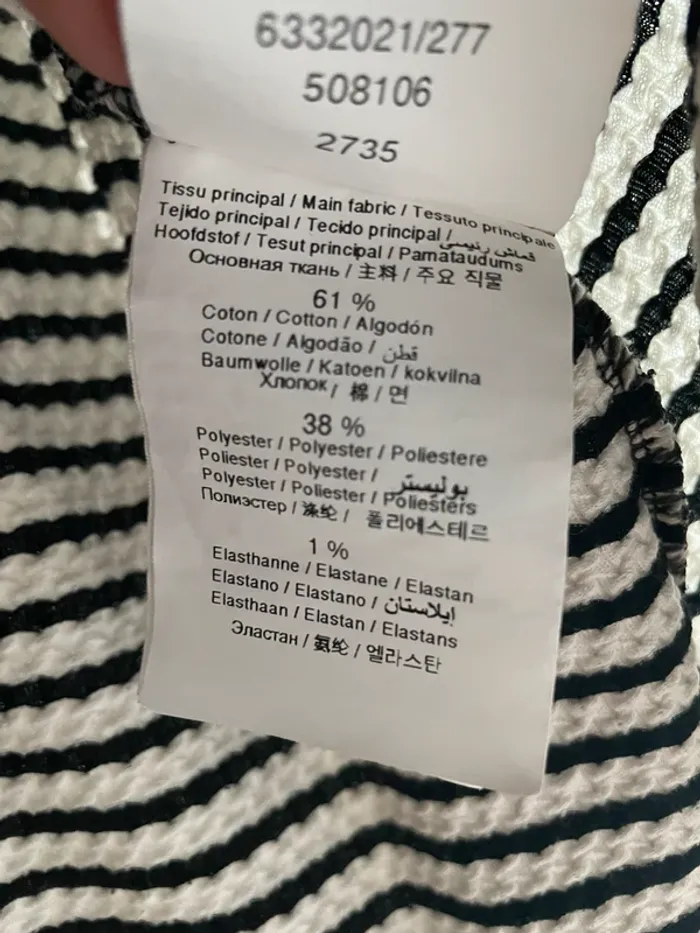 6332021/277
508106
2735
Tissu principal / Main fabric / Tessuto principale
Tejido principal / Tecido principal / قماش رئيسى
Hoofdstof / Tesut principal / Pamataudums
Основная ткань / 主料 / 주요 직물
61 %
Coton / Cotton / Algodón
Cotone / Algodão / قطن
Baumwolle / Katoen / kokvilna
Хлопок / 棉 / 면
38 %
Polyester / Polyester / Poliestere
Poliester / Polyester / بوليستر
Polyester / Poliester / Poliesters
Полиэстер / 涤纶 / 폴리에스테르
1 %
Elasthanne / Elastane / Elastan
Elastano / Elastano / إيلاستان
Elasthaan / Elastan / Elastans
Эластан / 氨纶 / 엘라스탄